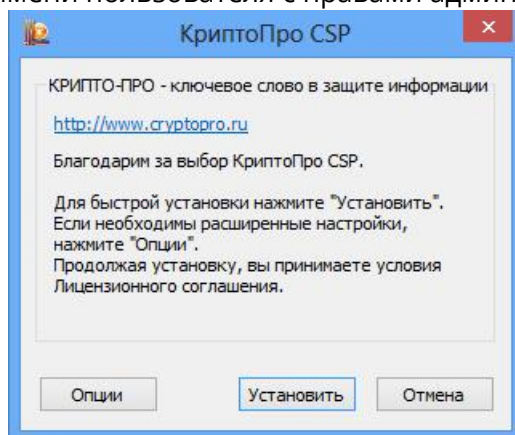 пользователя с правами
КриптоПро CSP
КРИПТО-ПРО - ключевое слово в защите информации
http://www.cryptopro.ru
Благодарим за выбор КриптоПро CSP.
Для быстрой установки нажмите "Установить".
Если необходимы расширенные настройки,
нажмите "Опции".
Продолжая установку, вы принимаете условия
Лицензионного соглашения.
Опции
Установить
Отмена